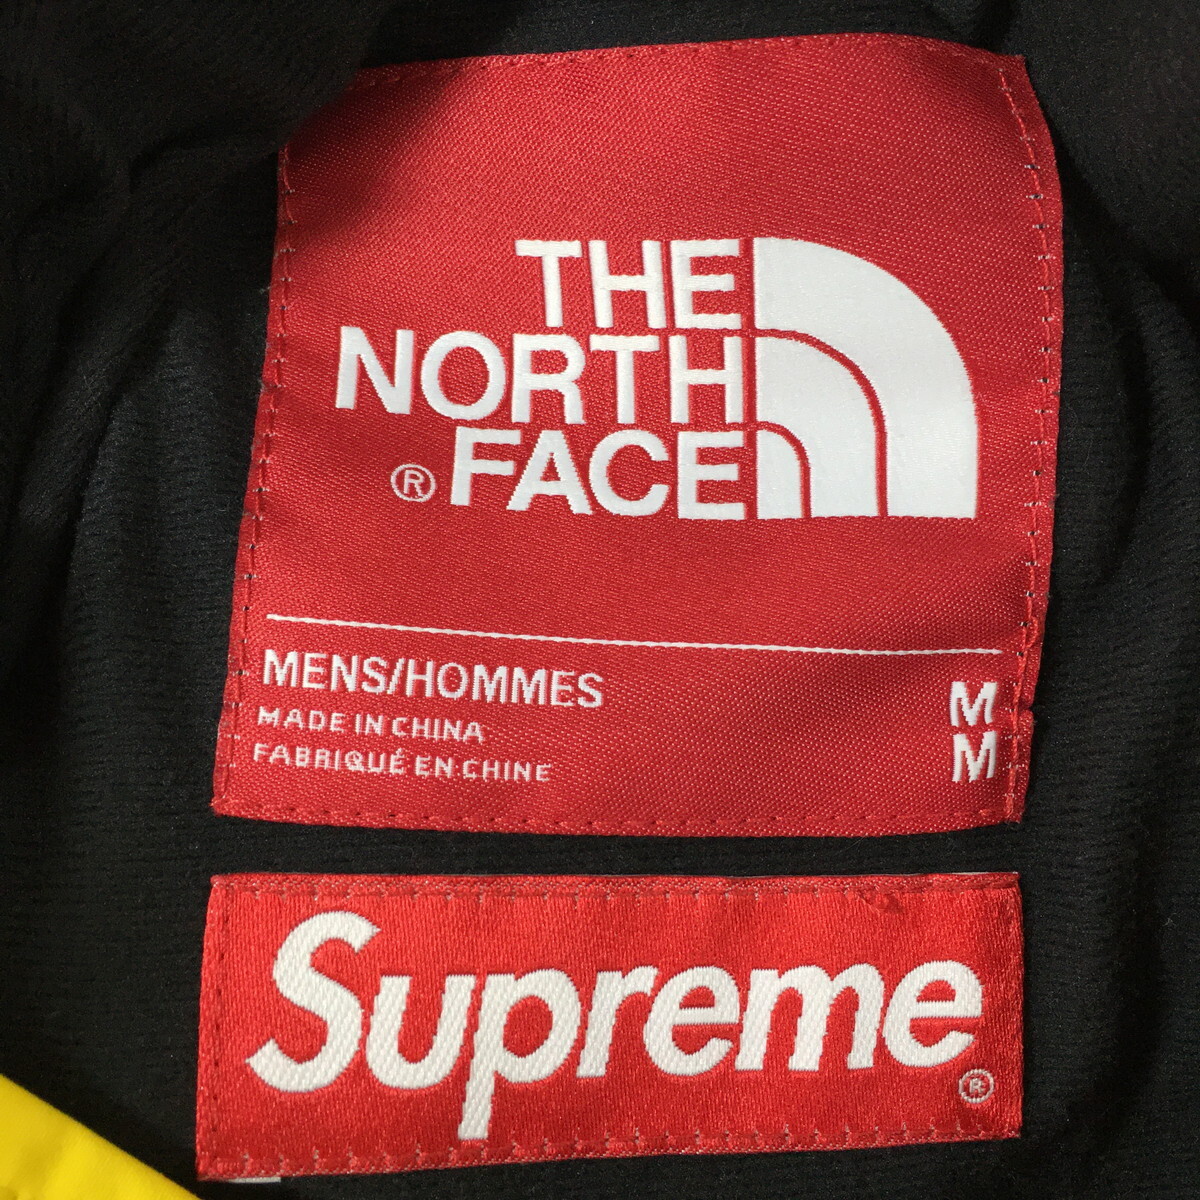 THE
NORTH
® FACE
MENS/HOMMES M
MADE IN CHINA
FABRIQUÉ EN CHINE M
Supreme ®